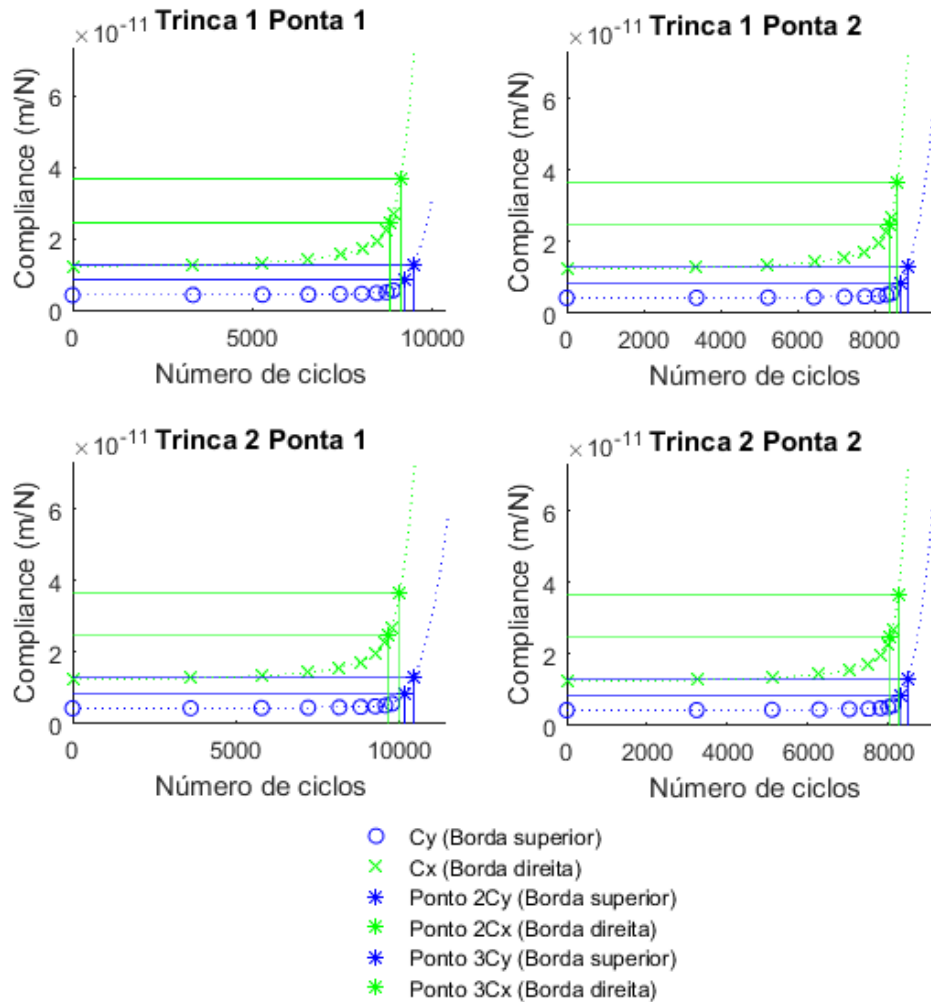 × 10^-11 Trinca 1 Ponta 1
Compliance (m/N)
6
4
2
0
0 5000 10000
Número de ciclos
× 10^-11 Trinca 1 Ponta 2
Compliance (m/N)
6
4
2
0
0 2000 4000 6000 8000
Número de ciclos
× 10^-11 Trinca 2 Ponta 1
Compliance (m/N)
6
4
2
0
0 5000 10000
Número de ciclos
× 10^-11 Trinca 2 Ponta 2
Compliance (m/N)
6
4
2
0
0 2000 4000 6000 8000
Número de ciclos
Cy (Borda superior)
Cx (Borda direita)
Ponto 2Cy (Borda superior)
Ponto 2Cx (Borda direita)
Ponto 3Cy (Borda superior)
Ponto 3Cx (Borda direita)